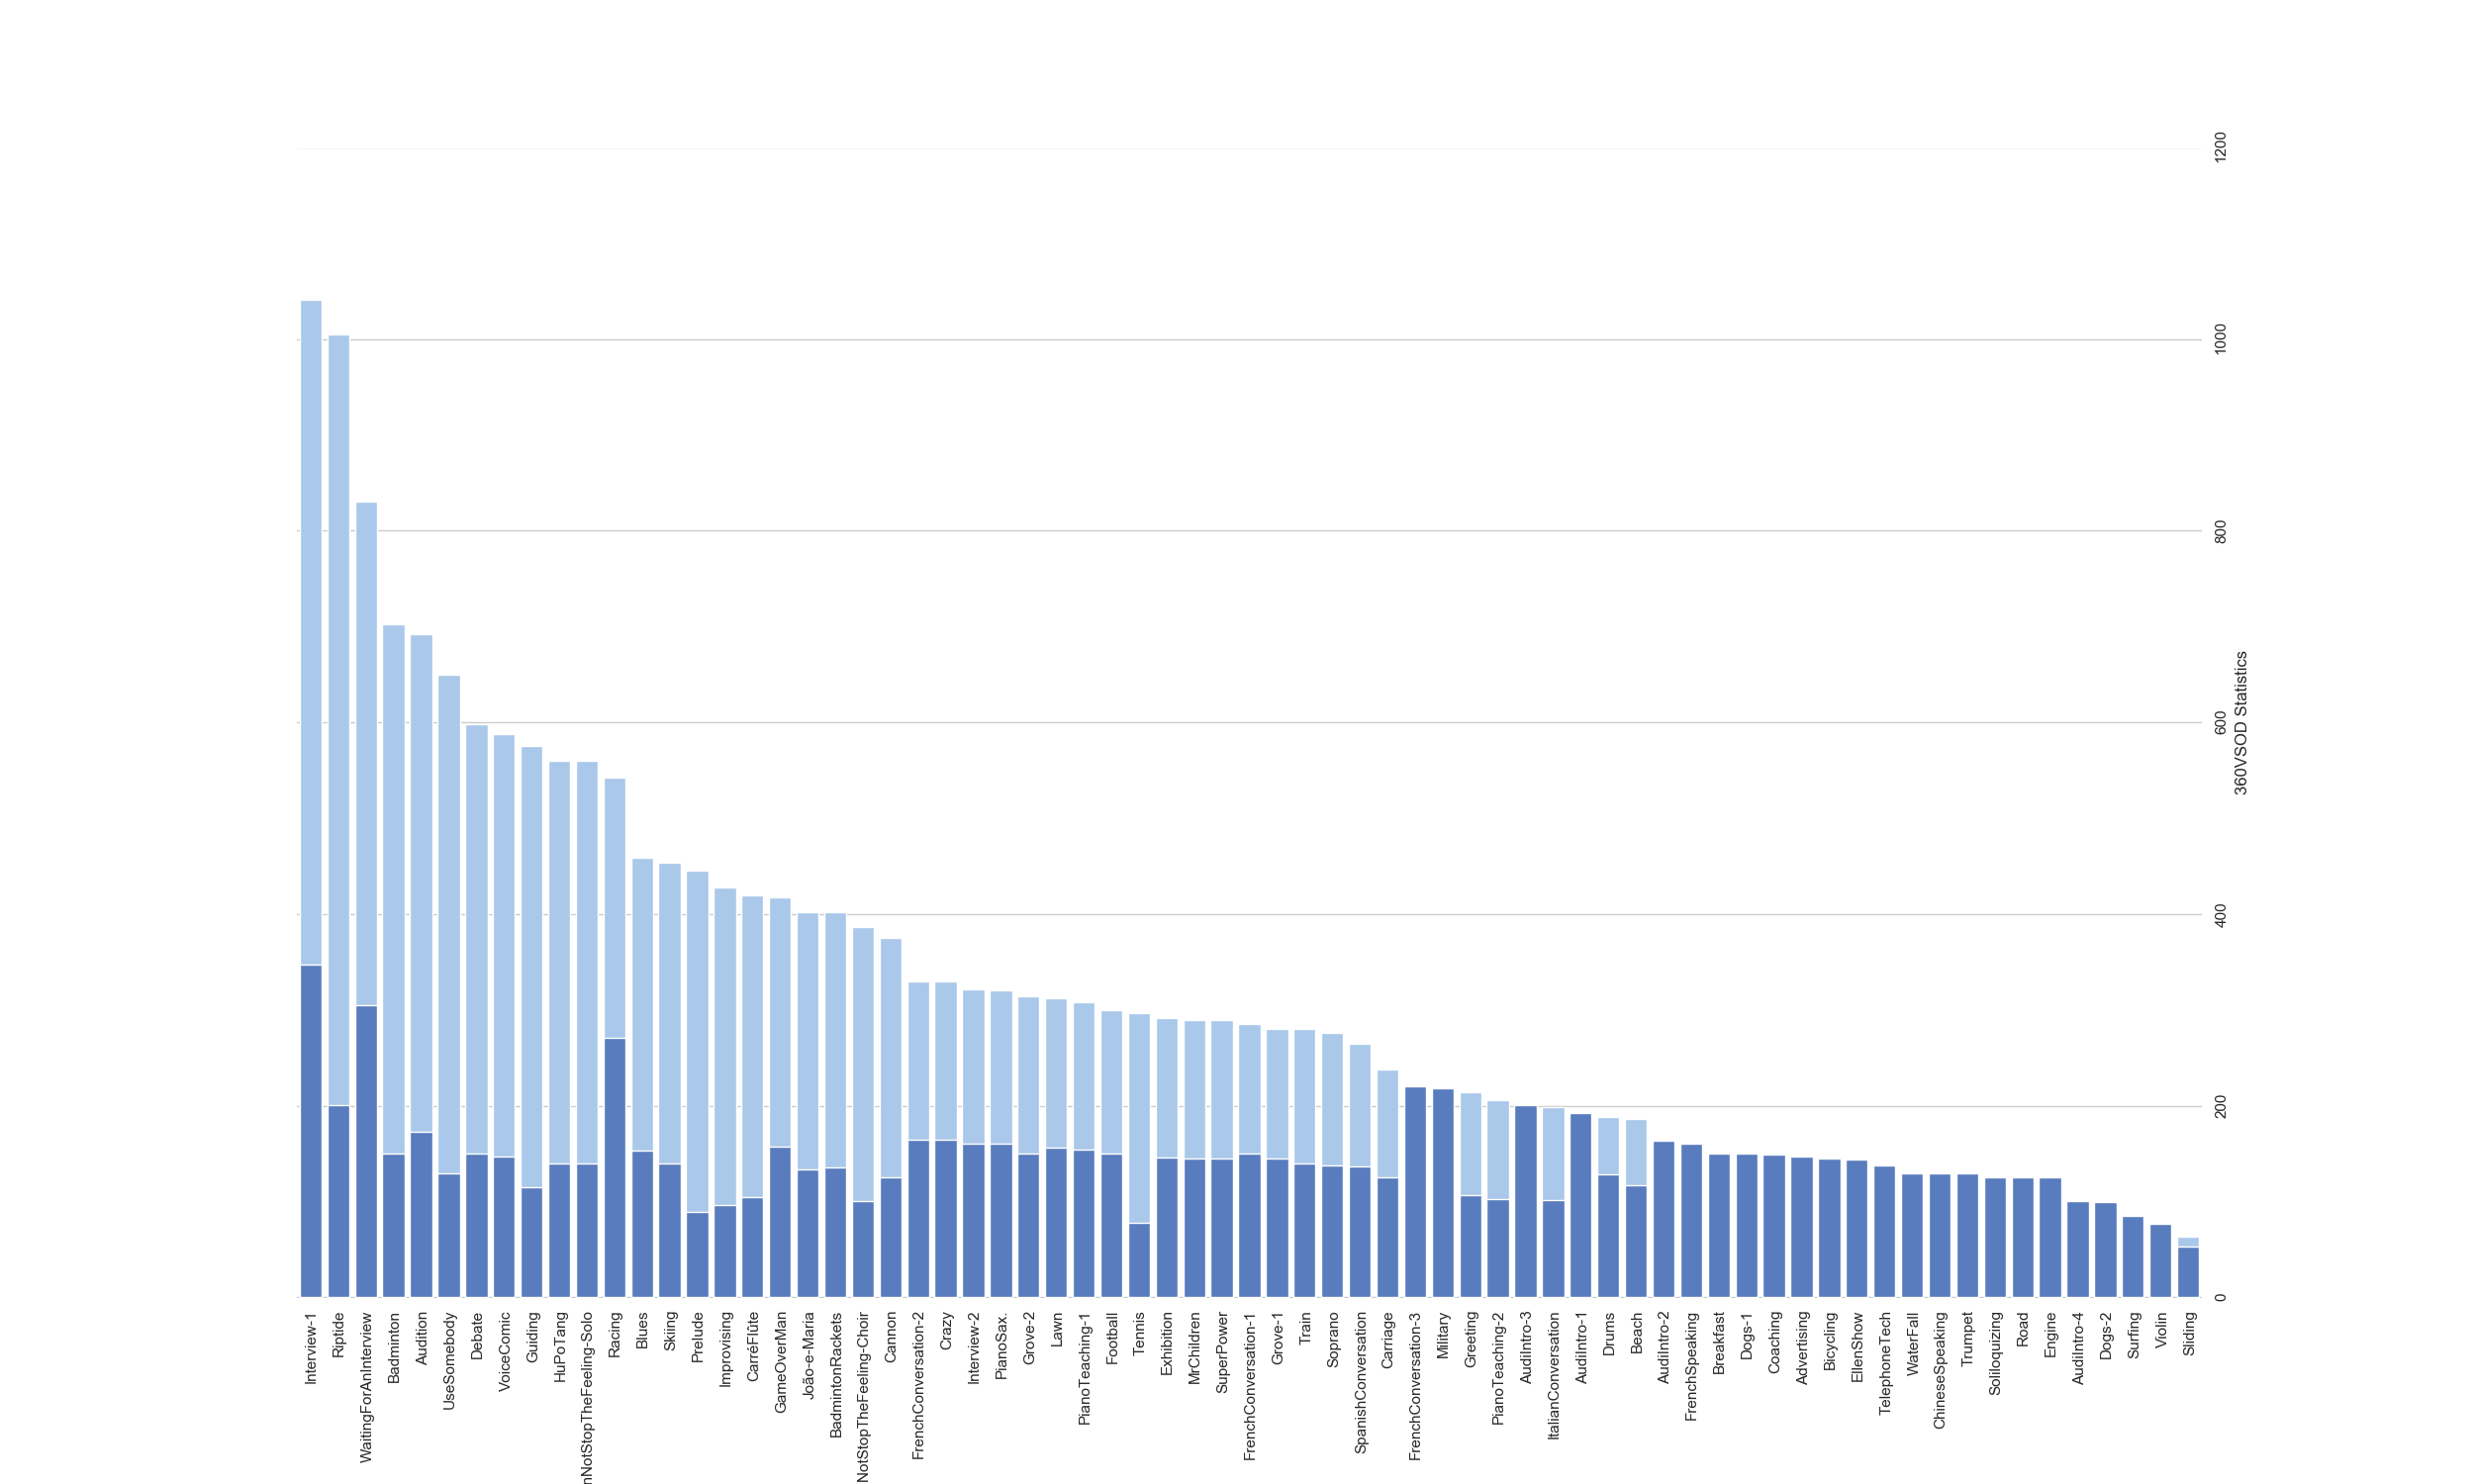 1200
1000
800
600
400
200
0
360VSOD Statistics
Interview-1
Riptide
WaitingForAnInterview
Badminton
Audition
UseSomebody
Debate
VoiceComic
Guiding
HuPoTang
nNotStopTheFeeling-Solo
Racing
Blues
Skiing
Prelude
Improvising
CarréFlûte
GameOverMan
João-e-Maria
BadmintonRackets
NotStopTheFeeling-Choir
Cannon
FrenchConversation-2
Crazy
Interview-2
PianoSax.
Grove-2
Lawn
PianoTeaching-1
Football
Tennis
Exhibition
MrChildren
SuperPower
FrenchConversation-1
Grove-1
Train
Soprano
SpanishConversation
Carriage
FrenchConversation-3
Military
Greeting
PianoTeaching-2
AudiIntro-3
ItalianConversation
AudiIntro-1
Drums
Beach
AudiIntro-2
FrenchSpeaking
Breakfast
Dogs-1
Coaching
Advertising
Bicycling
EllenShow
TelephoneTech
WaterFall
ChineseSpeaking
Trumpet
Soliloquizing
Road
Engine
AudiIntro-4
Dogs-2
Surfing
Violin
Sliding